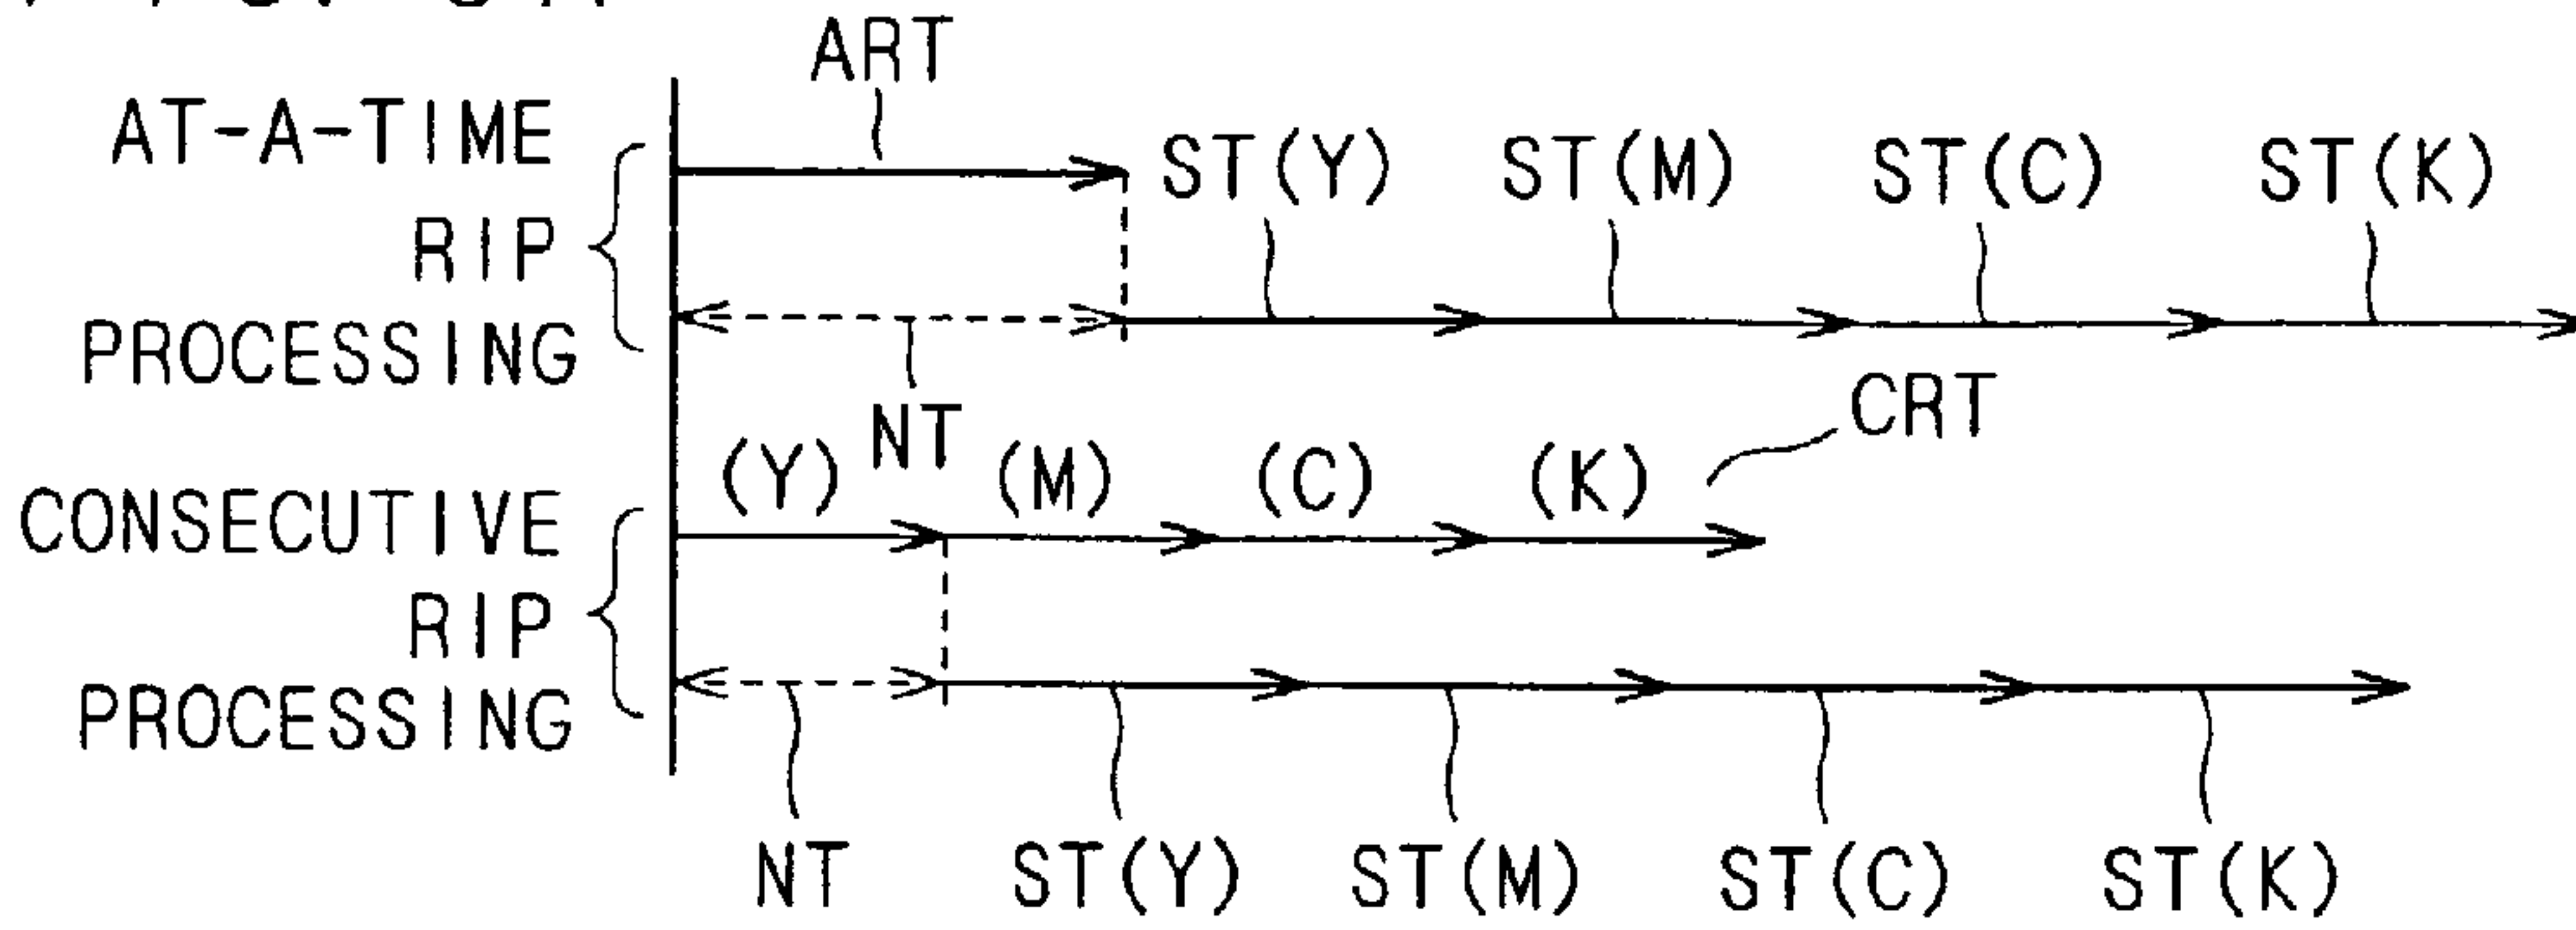 ART
AT-A-TIME
RIP
PROCESSING
ST(Y) ST(M) ST(C) ST(K)
NT
CRT
(Y) (M) (C) (K)
CONSECUTIVE
RIP
PROCESSING
NT ST(Y) ST(M) ST(C) ST(K)